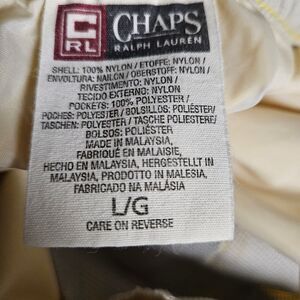 C
RL
CHAPS
RALPH LAUREN
SHELL: 100% NYLON / ETOFFE: NYLON /
ENVOLTURA: NAILON / OBERSTOFF: NYLON /
RIVESTIMENTO: NYLON /
TECIDO EXTERNO: NYLON
POCKETS: 100% POLYESTER /
POCHES: POLYESTER / BOLSILLOS: POLIÉSTER/
TASCHEN: POLYESTER / TASCHE POLIESTERE/
BOLSOS: POLIÉSTER
MADE IN MALAYSIA,
FABRIQUÉ EN MALAISIE,
HECHO EN MALAYSIA, HERGESTELLT IN
MALAYSIA, PRODOTTO IN MALESIA,
FABRICADO NA MALÁSIA
L/G
CARE ON REVERSE